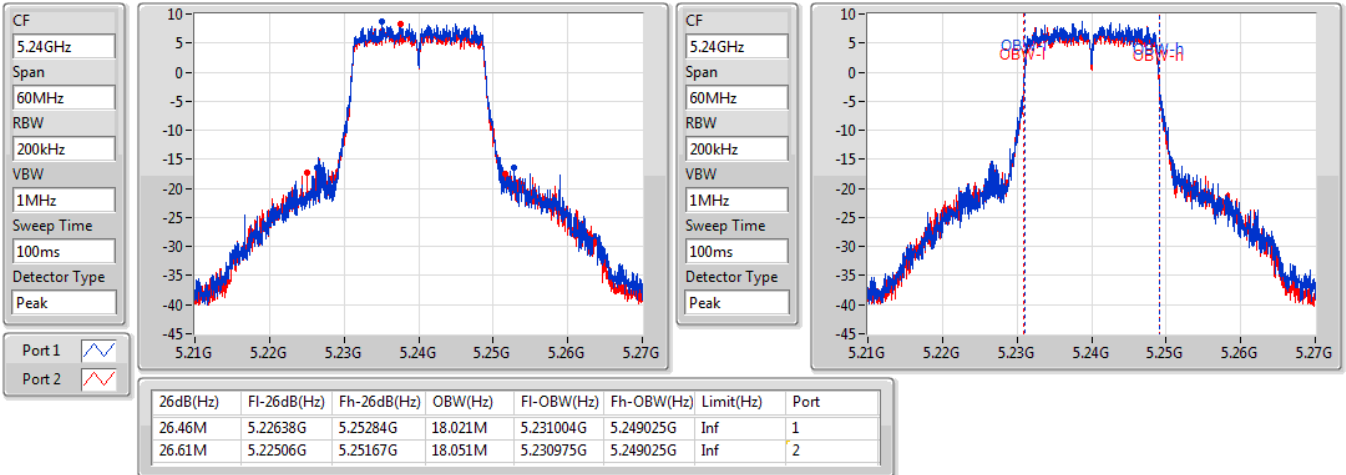 CF
5.24GHz
Span
60MHz
RBW
200kHz
VBW
1MHz
Sweep Time
100ms
Detector Type
Peak
Port 1
Port 2
10
5
0
-5
-10
-15
-20
-25
-30
-35
-40
-45
5.21G 5.22G 5.23G 5.24G 5.25G 5.26G 5.27G
CF
5.24GHz
Span
60MHz
RBW
200kHz
VBW
1MHz
Sweep Time
100ms
Detector Type
Peak
10
5
0
-5
-10
-15
-20
-25
-30
-35
-40
-45
OBW-l
OBW-h
OBW-l
OBW-h
5.21G 5.22G 5.23G 5.24G 5.25G 5.26G 5.27G
26dB(Hz) Fl-26dB(Hz) Fh-26dB(Hz) OBW(Hz) Fl-OBW(Hz) Fh-OBW(Hz) Limit(Hz) Port
26.46M 5.22638G 5.25284G 18.021M 5.231004G 5.249025G Inf 1
26.61M 5.22506G 5.25167G 18.051M 5.230975G 5.249025G Inf 2